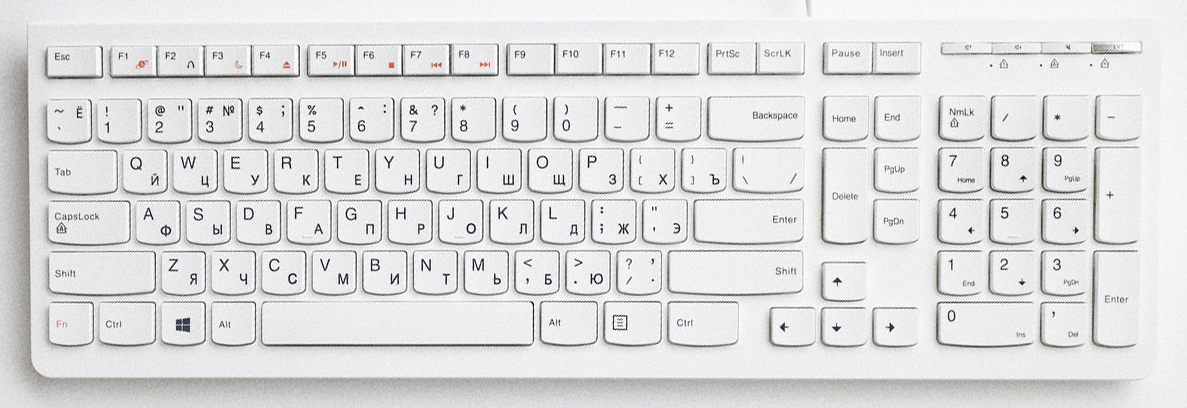 Esc F1 F2 F3 F4 F5 F6 F7 F8 F9 F10 F11 F12 PrtSc ScrLK Pause Insert
~ Ё ` ! 1 @ " 2 # № 3 $ ; 4 % 5 ^ : 6 & ? 7 * 8 ( 9 ) 0 — – + = Backspace Home End NmLk / * –
Tab Q Й W Ц E У R К T Е Y Н U Г I Ш O Щ P З { [ Х } ] Ъ | \ / Delete PgUp 7 Home 8 9 PgUp +
CapsLock A Ф S Ы D В F А G П H Р J О K Л L Д : ; Ж " ' Э Enter PgDn 4 5 6
Shift Z Я X Ч C С V М B И N Т M Ь < , Б > . Ю ? / , . Shift 1 End 2 3 PgDn Enter
Fn Ctrl Alt Alt Ctrl 0 Ins , Del